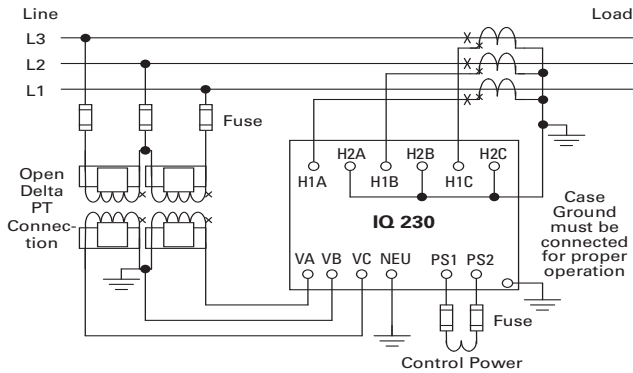 Line
Load
L3
L2
L1
Fuse
Open
Delta
PT
Connec-
tion
H1A
H2A
H1B
H2B
H1C
H2C
IQ 230
VA
VB
VC
NEU
PS1
PS2
Case
Ground
must be
connected
for proper
operation
Fuse
Control Power